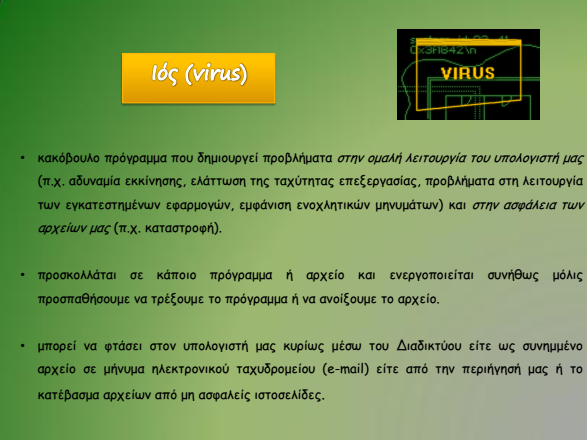 Ιός (virus)
VIRUS
• κακόβουλο πρόγραμμα που δημιουργεί προβλήματα στην ομαλή λειτουργία του υπολογιστή μας
(π.χ. αδυναμία εκκίνησης, ελάττωση της ταχύτητας επεξεργασίας, προβλήματα στη λειτουργία
των εγκατεστημένων εφαρμογών, εμφάνιση ενοχλητικών μηνυμάτων) και στην ασφάλεια των
αρχείων μας (π.χ. καταστροφή).
• προσκολλάται σε κάποιο πρόγραμμα ή αρχείο και ενεργοποιείται συνήθως μόλις
προσπαθήσουμε να τρέξουμε το πρόγραμμα ή να ανοίξουμε το αρχείο.
• μπορεί να φτάσει στον υπολογιστή μας κυρίως μέσω του Διαδικτύου είτε ως συνημμένο
αρχείο σε μήνυμα ηλεκτρονικού ταχυδρομείου (e-mail) είτε από την περιήγησή μας ή το
κατέβασμα αρχείων από μη ασφαλείς ιστοσελίδες.